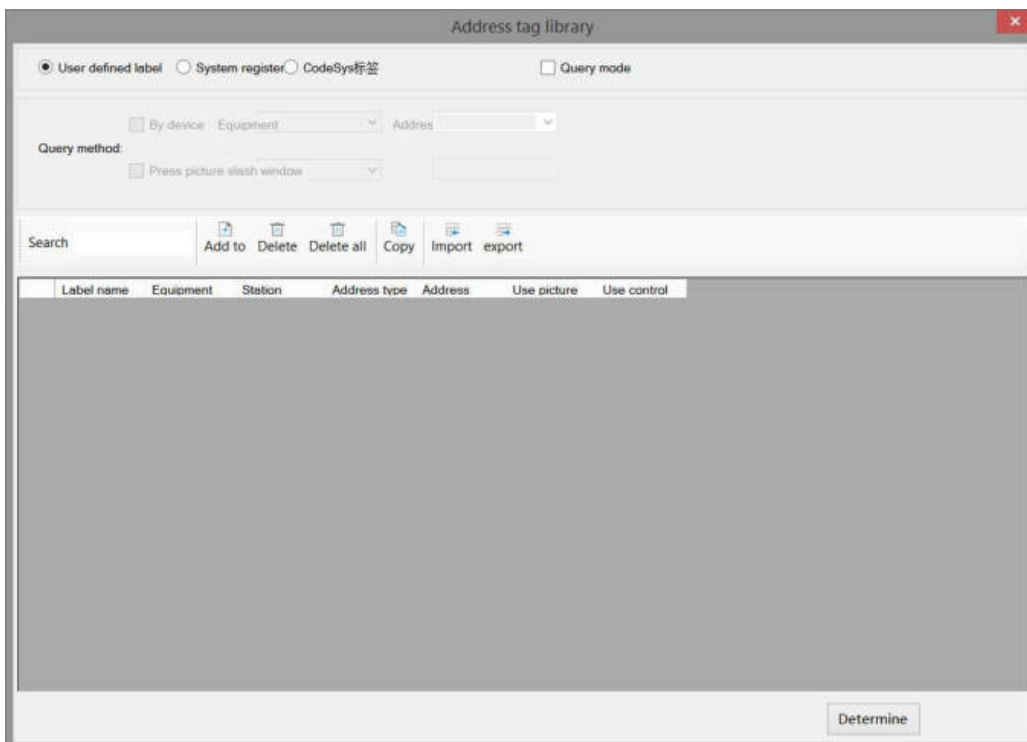 Address tag library
User defined label System register CodeSys标签 Query mode
By device Equipment Addres
Query method:
Press picture slash window
Search Add to Delete Delete all Copy Import export
Label name Equipment Station Address type Address Use picture Use control
Determine